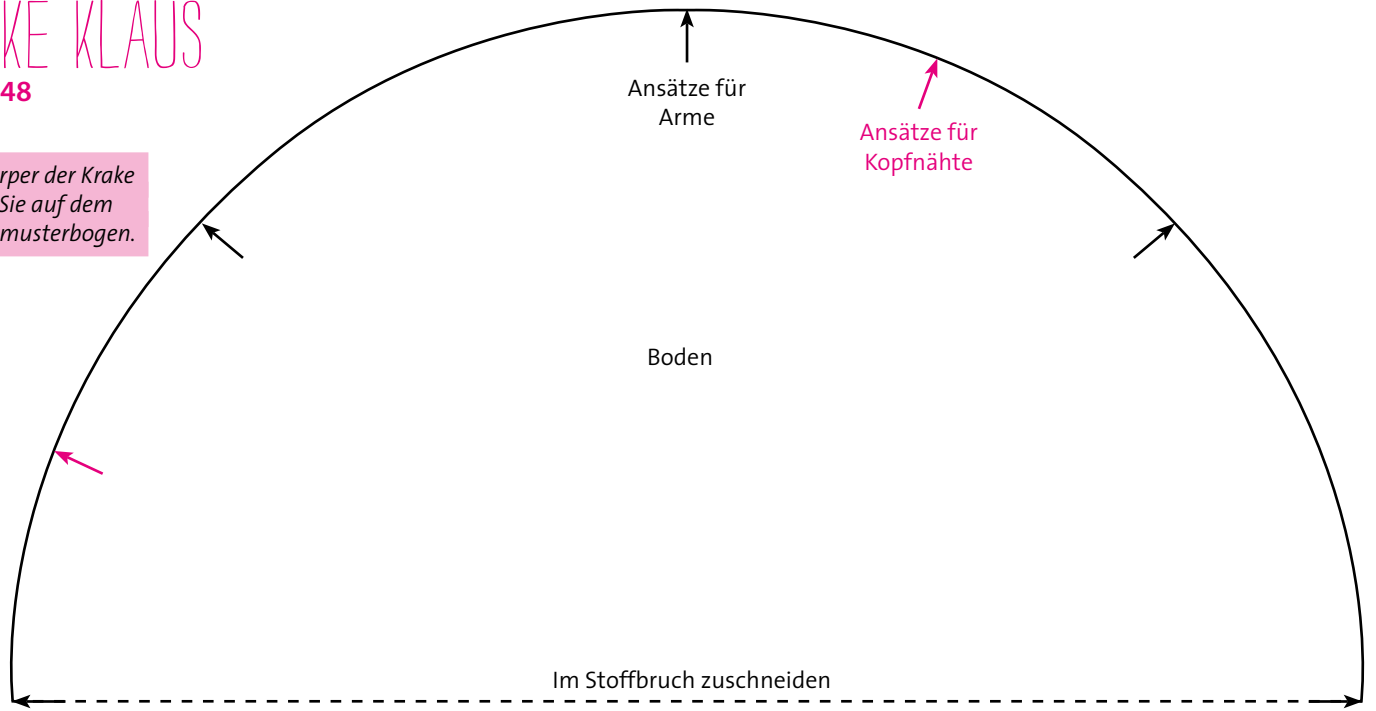 KE KLAUS
48
rper der Krake
Sie auf dem
musterbogen.
Ansätze für
Arme
Ansätze für
Kopfnähte
Boden
Im Stoffbruch zuschneiden